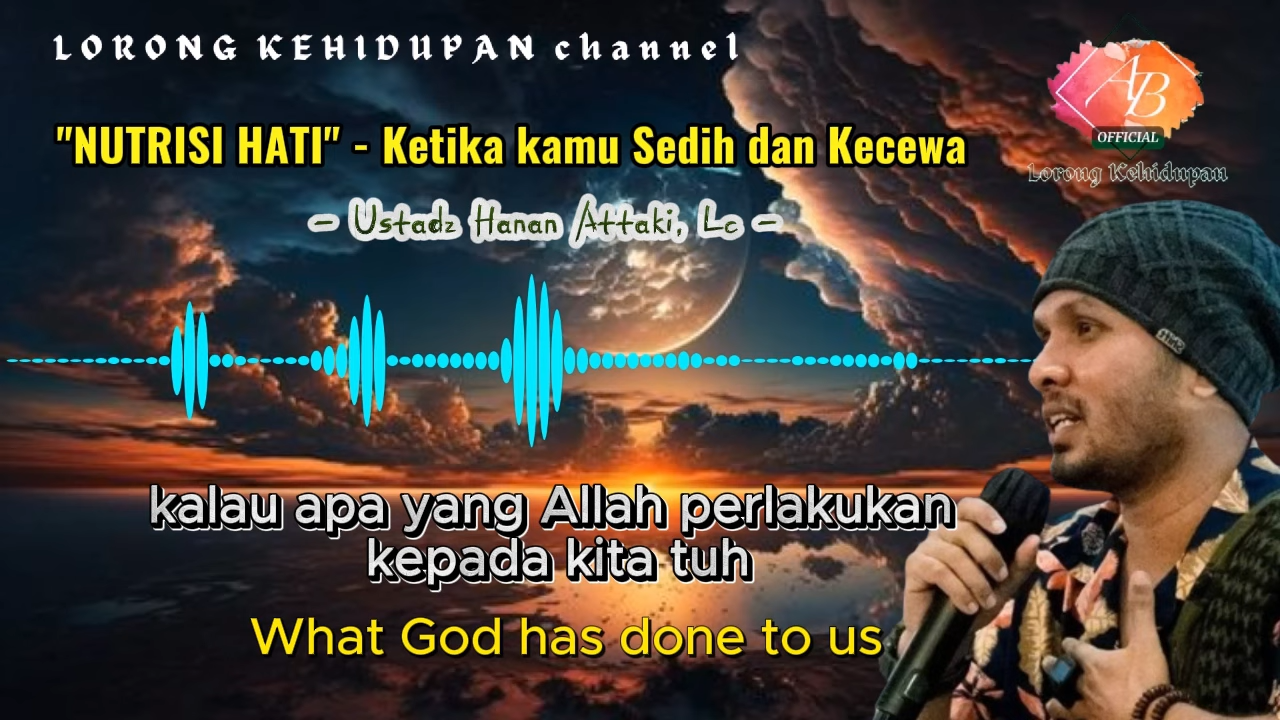 LORONG KEHIDUPAN channel
AB
OFFICIAL
Lorong Kehidupan
"NUTRISI HATI" - Ketika kamu Sedih dan Kecewa
- Ustadz Hanan Attaki, Lc -
kalau apa yang Allah perlakukan
kepada kita tuh
What God has done to us